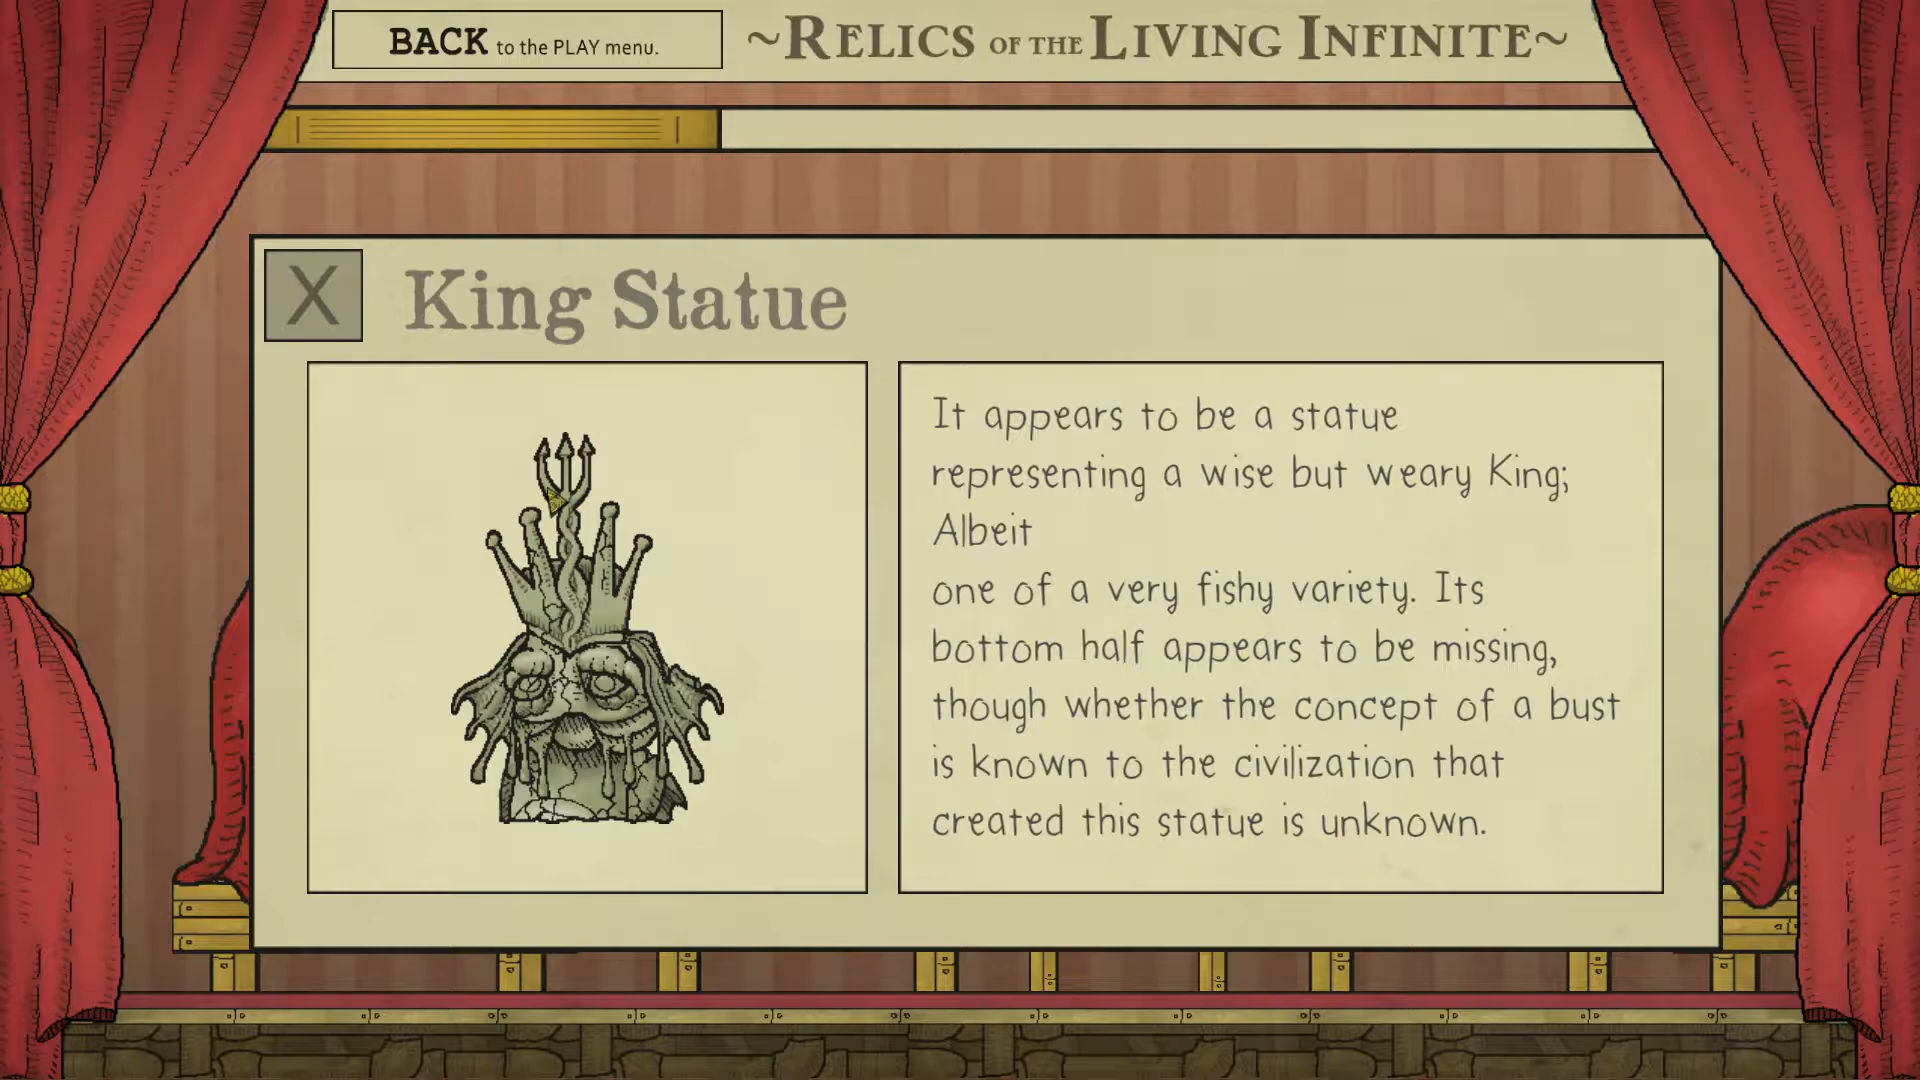 BACK to the PLAY menu.
~RELICS OF THE LIVING INFINITE~
X
King Statue
It appears to be a statue
representing a wise but weary King;
Albeit
one of a very fishy variety. Its
bottom half appears to be missing,
though whether the concept of a bust
is known to the civilization that
created this statue is unknown.